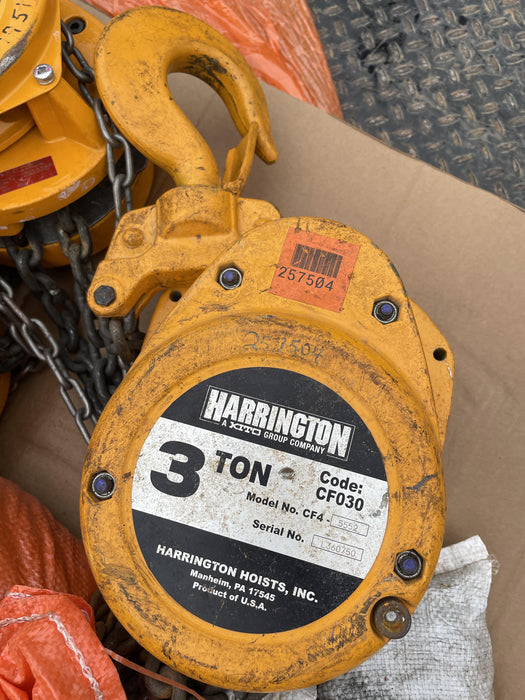 257504
257504
HARRINGTON
A KITO GROUP COMPANY
3 TON
Code:
CF030
Model No. CF4-
Serial No.
HARRINGTON HOISTS, INC.
Manheim, PA 17545
Product of U.S.A.